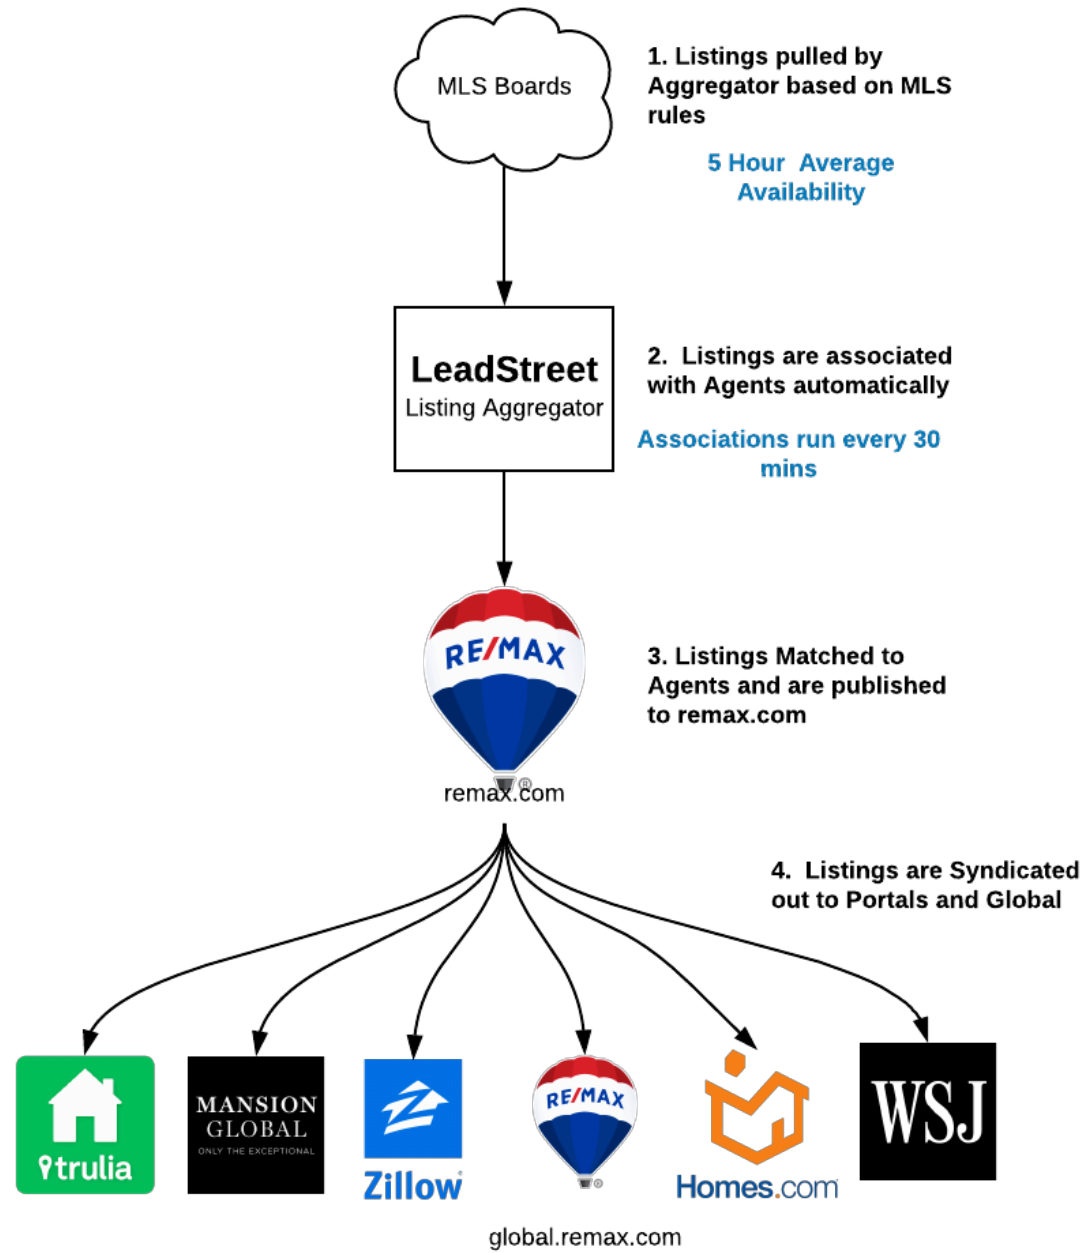 MLS Boards
1. Listings pulled by
Aggregator based on MLS
rules
5 Hour  Average
Availability
LeadStreet
Listing Aggregator
2.  Listings are associated
with Agents automatically
Associations run every 30
mins
RE/MAX
®
remax.com
3. Listings Matched to
Agents and are published
to remax.com
4.  Listings are Syndicated
out to Portals and Global
trulia
MANSION
GLOBAL
ONLY THE EXCEPTIONAL
Zillow
RE/MAX
®
Homes.com
WSJ
global.remax.com